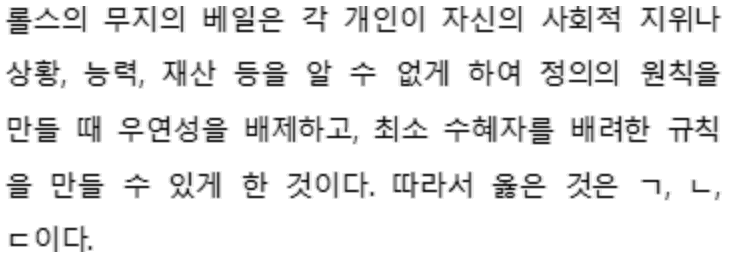 롤스의 무지의 베일은 각 개인이 자신의 사회적 지위나
상황, 능력, 재산 등을 알 수 없게 하여 정의의 원칙을
만들 때 우연성을 배제하고, 최소 수혜자를 배려한 규칙
을 만들 수 있게 한 것이다. 따라서 옳은 것은 ㄱ, ㄴ,
ㄷ이다.